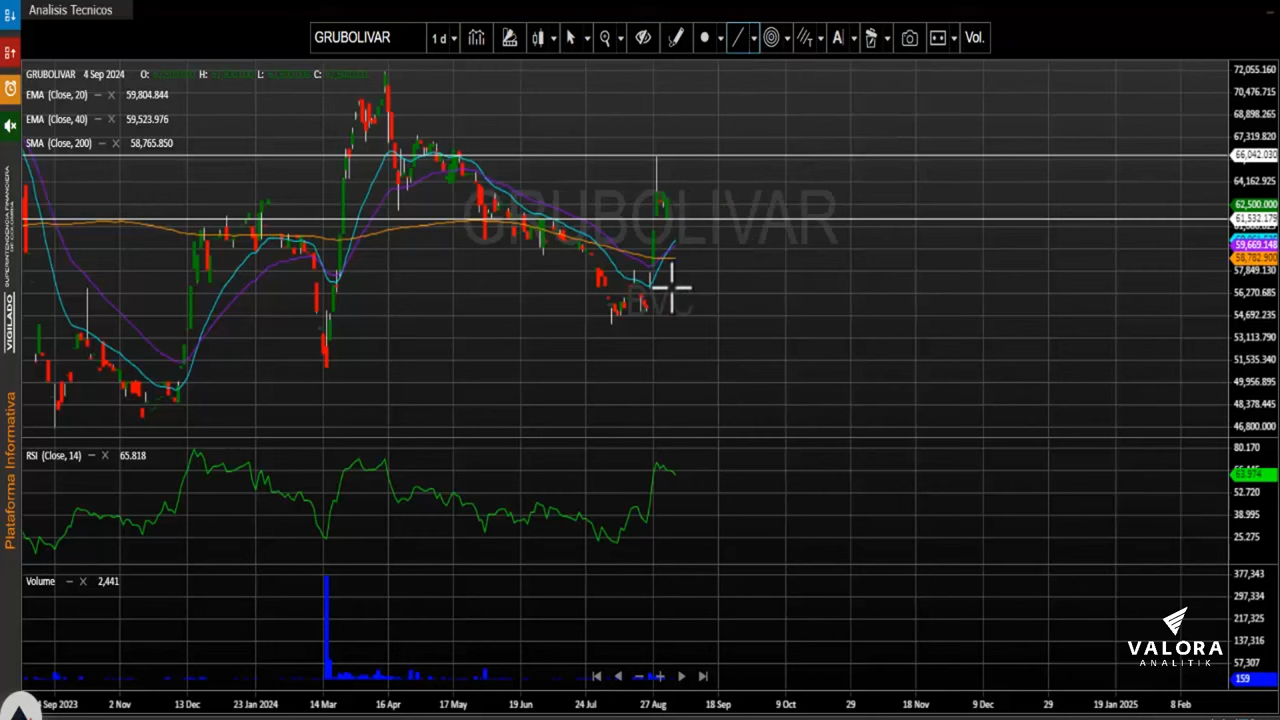 Analisis Tecnicos
GRUBOLIVAR 1 d A Vol.
GRUBOLIVAR 4 Sep 2024 O: H: L: C:
EMA (Close, 20) — X 59,804.844
EMA (Close, 40) — X 59,523.976
SMA (Close, 200) — X 58,765.850
GRUBOLIVAR
BVC
72,055.160
70,476.715
68,898.265
67,319.820
66,042.030
64,162.925
62,500.000
61,532.179
59,669.148
58,782.900
57,849.130
56,270.685
54,692.235
53,113.790
51,535.340
49,956.895
48,378.445
46,800.000
RSI (Close, 14) — X 65.818
80.170
63.974
52.720
38.995
25.275
Volume — X 2,441
377,343
297,334
217,325
137,316
57,307
159
Sep 2023 2 Nov 13 Dec 23 Jan 2024 14 Mar 16 Apr 17 May 19 Jun 24 Jul 27 Aug 18 Sep 9 Oct 29 18 Nov 9 Dec 29 19 Jan 2025 8 Feb
VIGILADO
Plataforma Informativa
VALORA
ANALITIK